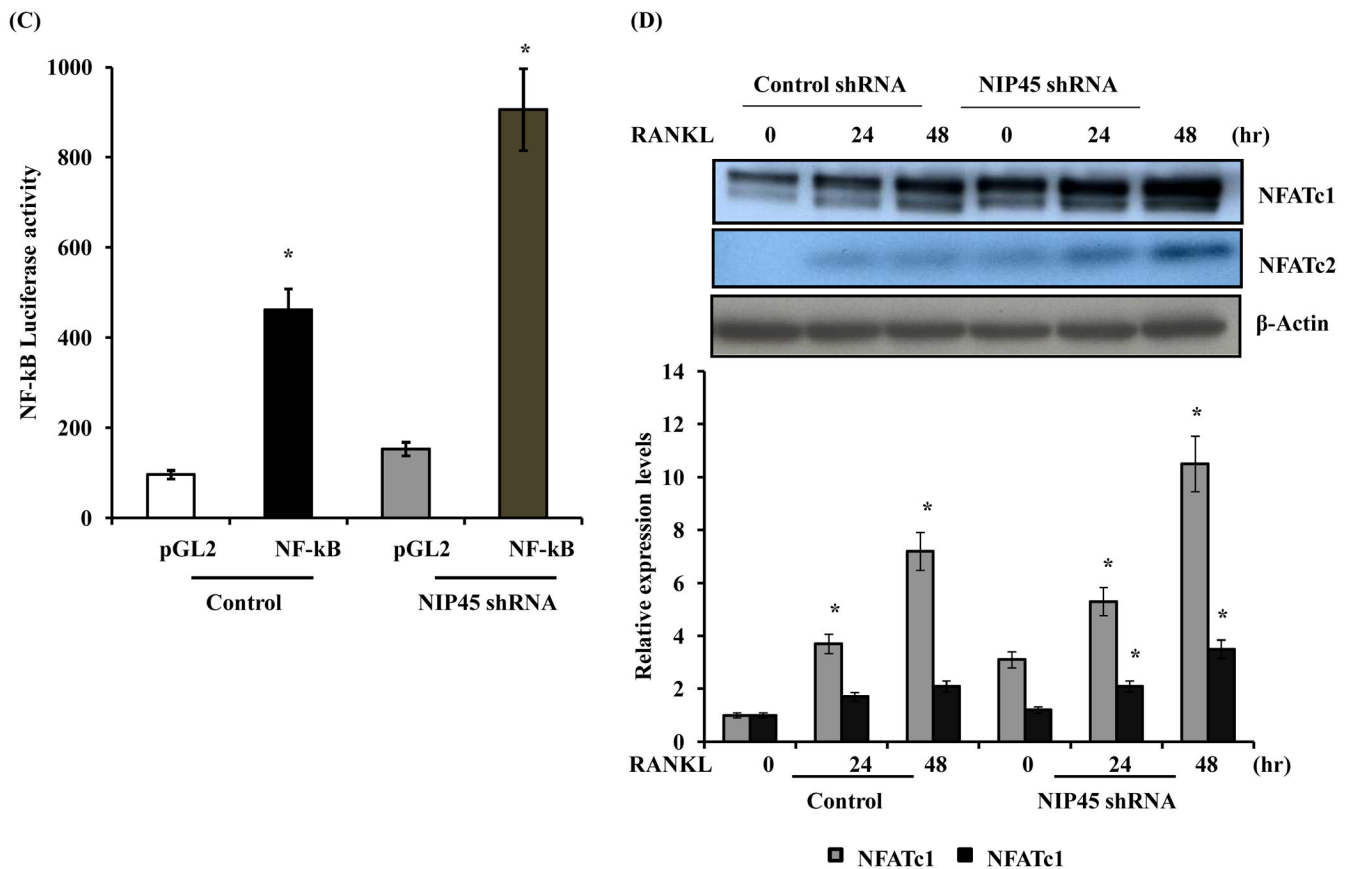 (C)
NF-kB Luciferase activity
1000
800
600
400
200
0
*
*
pGL2 NF-kB pGL2 NF-kB
Control NIP45 shRNA
(D)
Control shRNA NIP45 shRNA
RANKL 0 24 48 0 24 48 (hr)
NFATc1
NFATc2
β-Actin
Relative expression levels
14
12
10
8
6
4
2
0
*
*
*
*
*
*
RANKL 0 24 48 0 24 48 (hr)
Control NIP45 shRNA
NFATc1 NFATc1